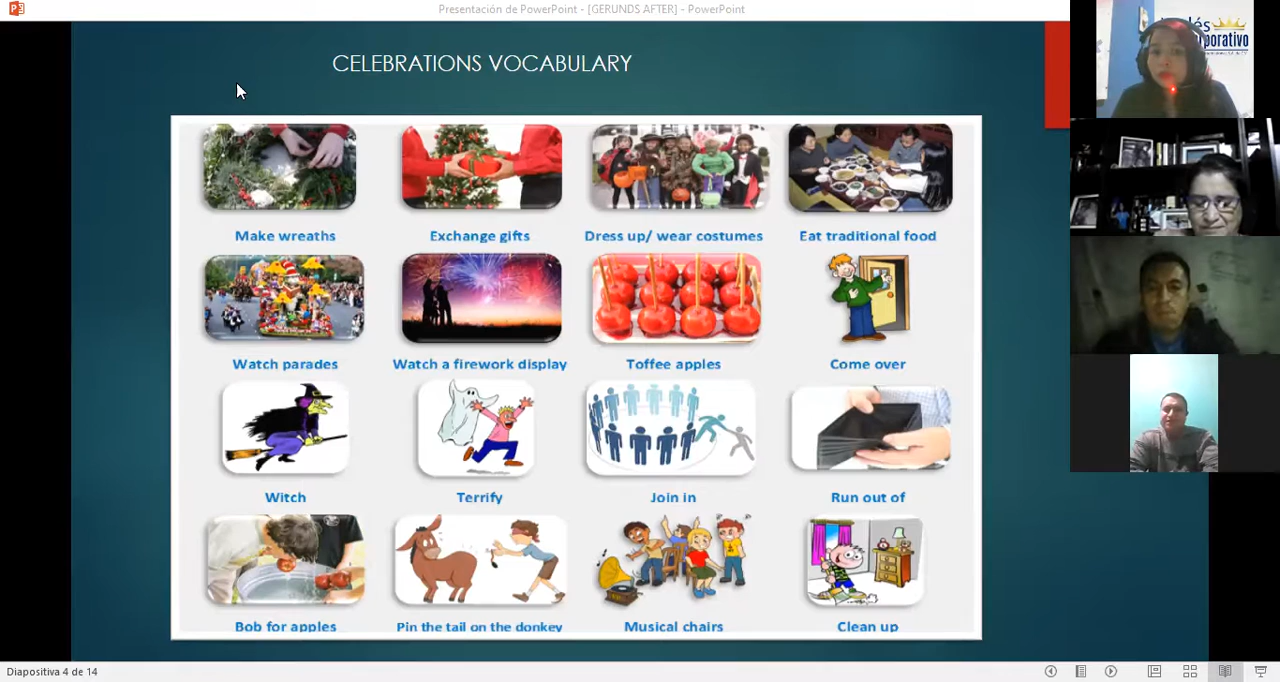 Presentación de PowerPoint - [GERUNDS AFTER] - PowerPoint
CELEBRATIONS VOCABULARY
Make wreaths
Exchange gifts
Dress up/ wear costumes
Eat traditional food
Watch parades
Watch a firework display
Toffee apples
Come over
Witch
Terrify
Join in
Run out of
Bob for apples
Pin the tail on the donkey
Musical chairs
Clean up
Diapositiva 4 de 14